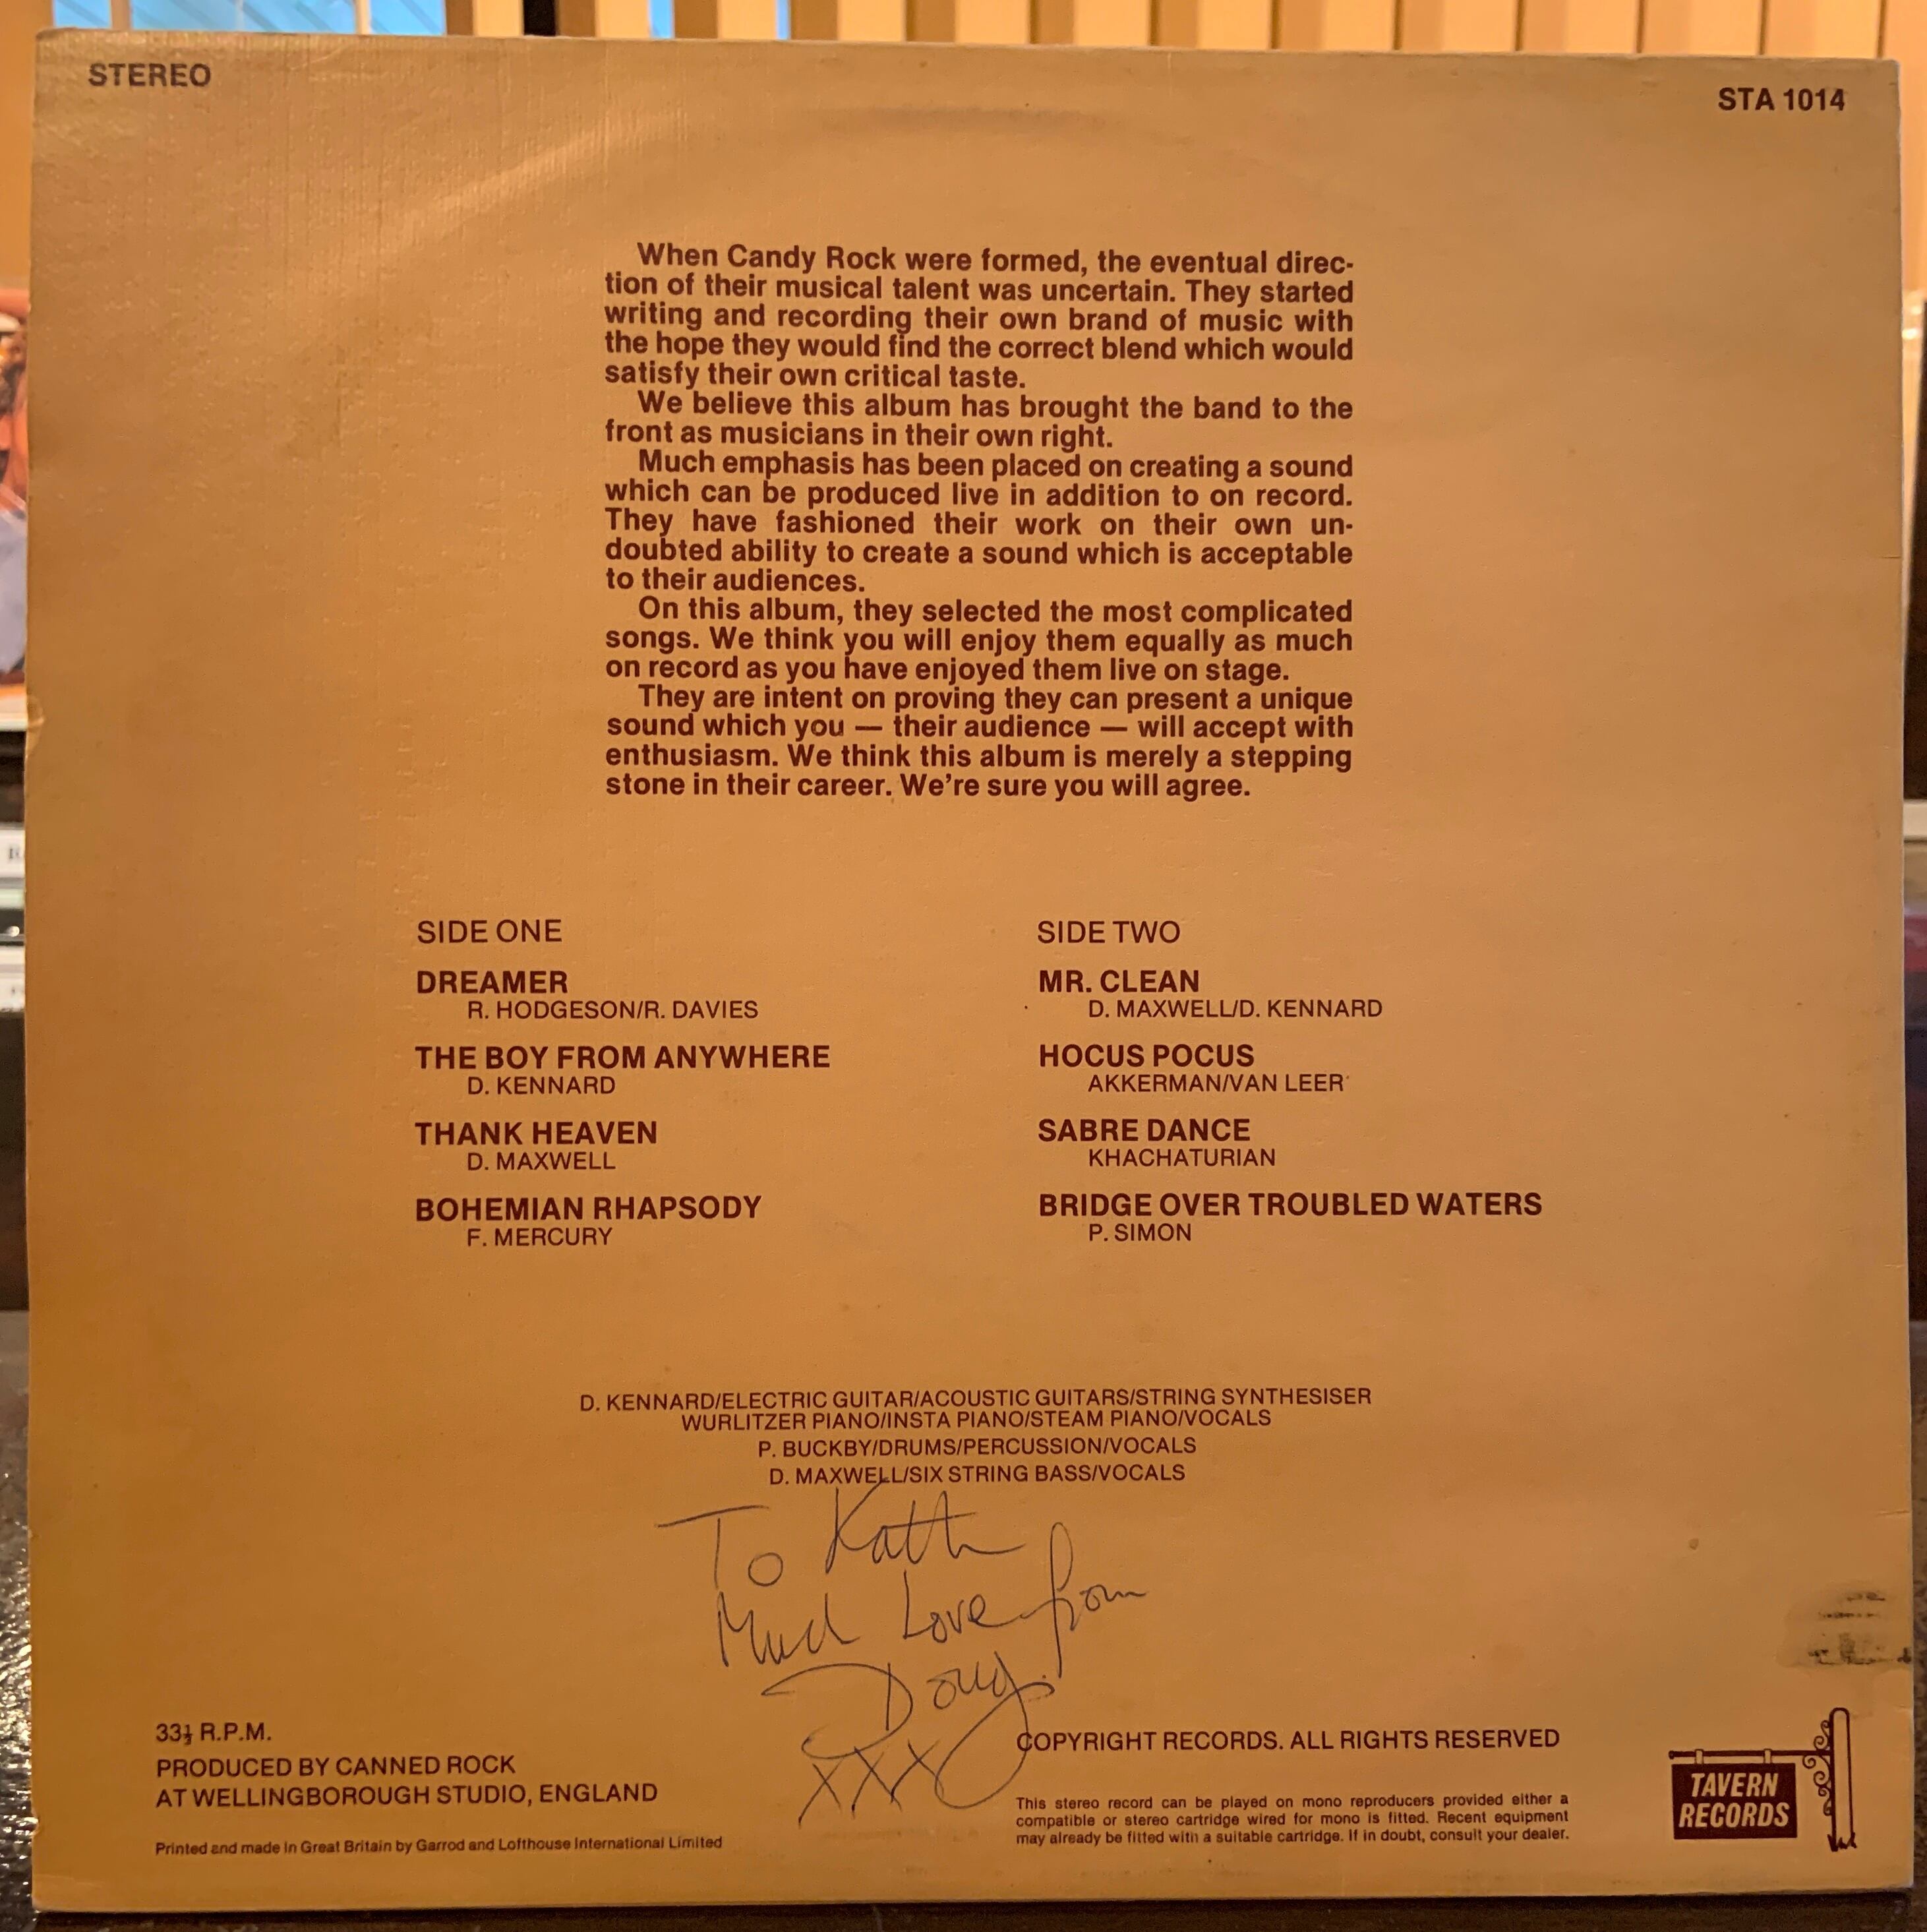 STEREO
STA 1014
When Candy Rock were formed, the eventual direc-
tion of their musical talent was uncertain. They started
writing and recording their own brand of music with
the hope they would find the correct blend which would
satisfy their own critical taste.
We believe this album has brought the band to the
front as musicians in their own right.
Much emphasis has been placed on creating a sound
which can be produced live in addition to on record.
They have fashioned their work on their own un-
doubted ability to create a sound which is acceptable
to their audiences.
On this album, they selected the most complicated
songs. We think you will enjoy them equally as much
on record as you have enjoyed them live on stage.
They are intent on proving they can present a unique
sound which you — their audience — will accept with
enthusiasm. We think this album is merely a stepping
stone in their career. We're sure you will agree.
SIDE ONE
DREAMER
R. HODGESON/R. DAVIES
THE BOY FROM ANYWHERE
D. KENNARD
THANK HEAVEN
D. MAXWELL
BOHEMIAN RHAPSODY
F. MERCURY
SIDE TWO
MR. CLEAN
D. MAXWELL/D. KENNARD
HOCUS POCUS
AKKERMAN/VAN LEER
SABRE DANCE
KHACHATURIAN
BRIDGE OVER TROUBLED WATERS
P. SIMON
D. KENNARD/ELECTRIC GUITAR/ACOUSTIC GUITARS/STRING SYNTHESISER
WURLITZER PIANO/INSTA PIANO/STEAM PIANO/VOCALS
P. BUCKBY/DRUMS/PERCUSSION/VOCALS
D. MAXWELL/SIX STRING BASS/VOCALS
To Kath
Much Love from
Doug.
XXX
33⅓ R.P.M.
PRODUCED BY CANNED ROCK
AT WELLINGBOROUGH STUDIO, ENGLAND
Printed and made in Great Britain by Garrod and Lofthouse International Limited
COPYRIGHT RECORDS. ALL RIGHTS RESERVED
This stereo record can be played on mono reproducers provided either a
compatible or stereo cartridge wired for mono is fitted. Recent equipment
may already be fitted with a suitable cartridge. If in doubt, consult your dealer.
TAVERN
RECORDS